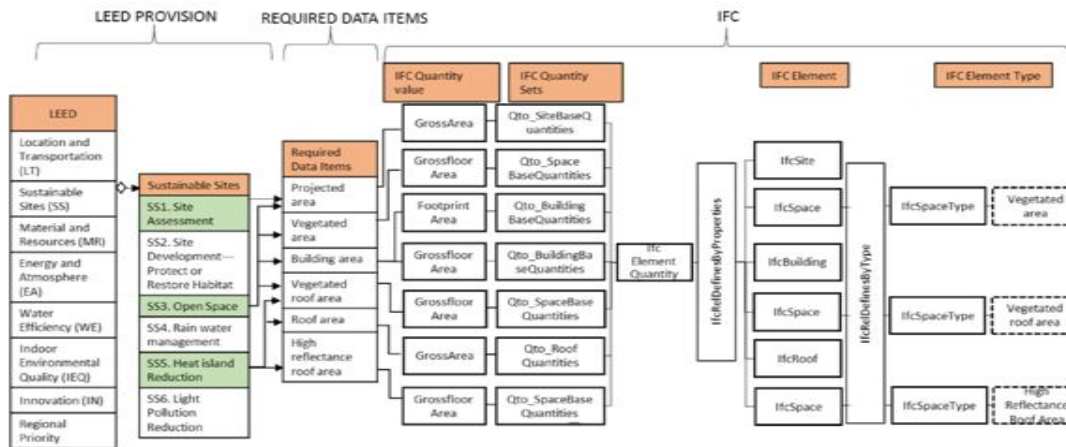 LEED PROVISION
REQUIRED DATA ITEMS
IFC
LEED
Location and
Transportation
(LT)
Sustainable
Sites (SS)
Material and
Resources (MR)
Energy and
Atmosphere
(EA)
Water
Efficiency (WE)
Indoor
Environmental
Quality (IEQ)
Innovation (IN)
Regional
Priority
Sustainable Sites
SS1. Site
Assessment
SS2. Site
Development---
Protect or
Restore Habitat
SS3. Open Space
SS4. Rain water
management
SS5. Heat island
Reduction
SS6. Light
Pollution
Reduction
Required
Data Items
Projected
area
Vegetated
area
Building area
Vegetated
roof area
Roof area
High
reflectance
roof area
IFC Quantity
value
GrossArea
Grossfloor
Area
Footprint
Area
Grossfloor
Area
Grossfloor
Area
GrossArea
Grossfloor
Area
IFC Quantity
Sets
Qto_SiteBaseQ
uantities
Qto_Space
BaseQuantities
Qto_Building
BaseQuantities
Qto_BuildingBa
seQuantities
Qto_SpaceBase
Quantities
Qto_Roof
Quantities
Qto_SpaceBase
Quantities
Ifc
Element
Quantity
IfcRelDefinesByProperties
IFC Element
IfcSite
IfcSpace
IfcBuilding
IfcSpace
IfcRoof
IfcSpace
IfcRelDefinesByType
IFC Element Type
IfcSpaceType
Vegetated
area
IfcSpaceType
Vegetated
roof area
IfcSpaceType
High
Reflectance
Roof Area